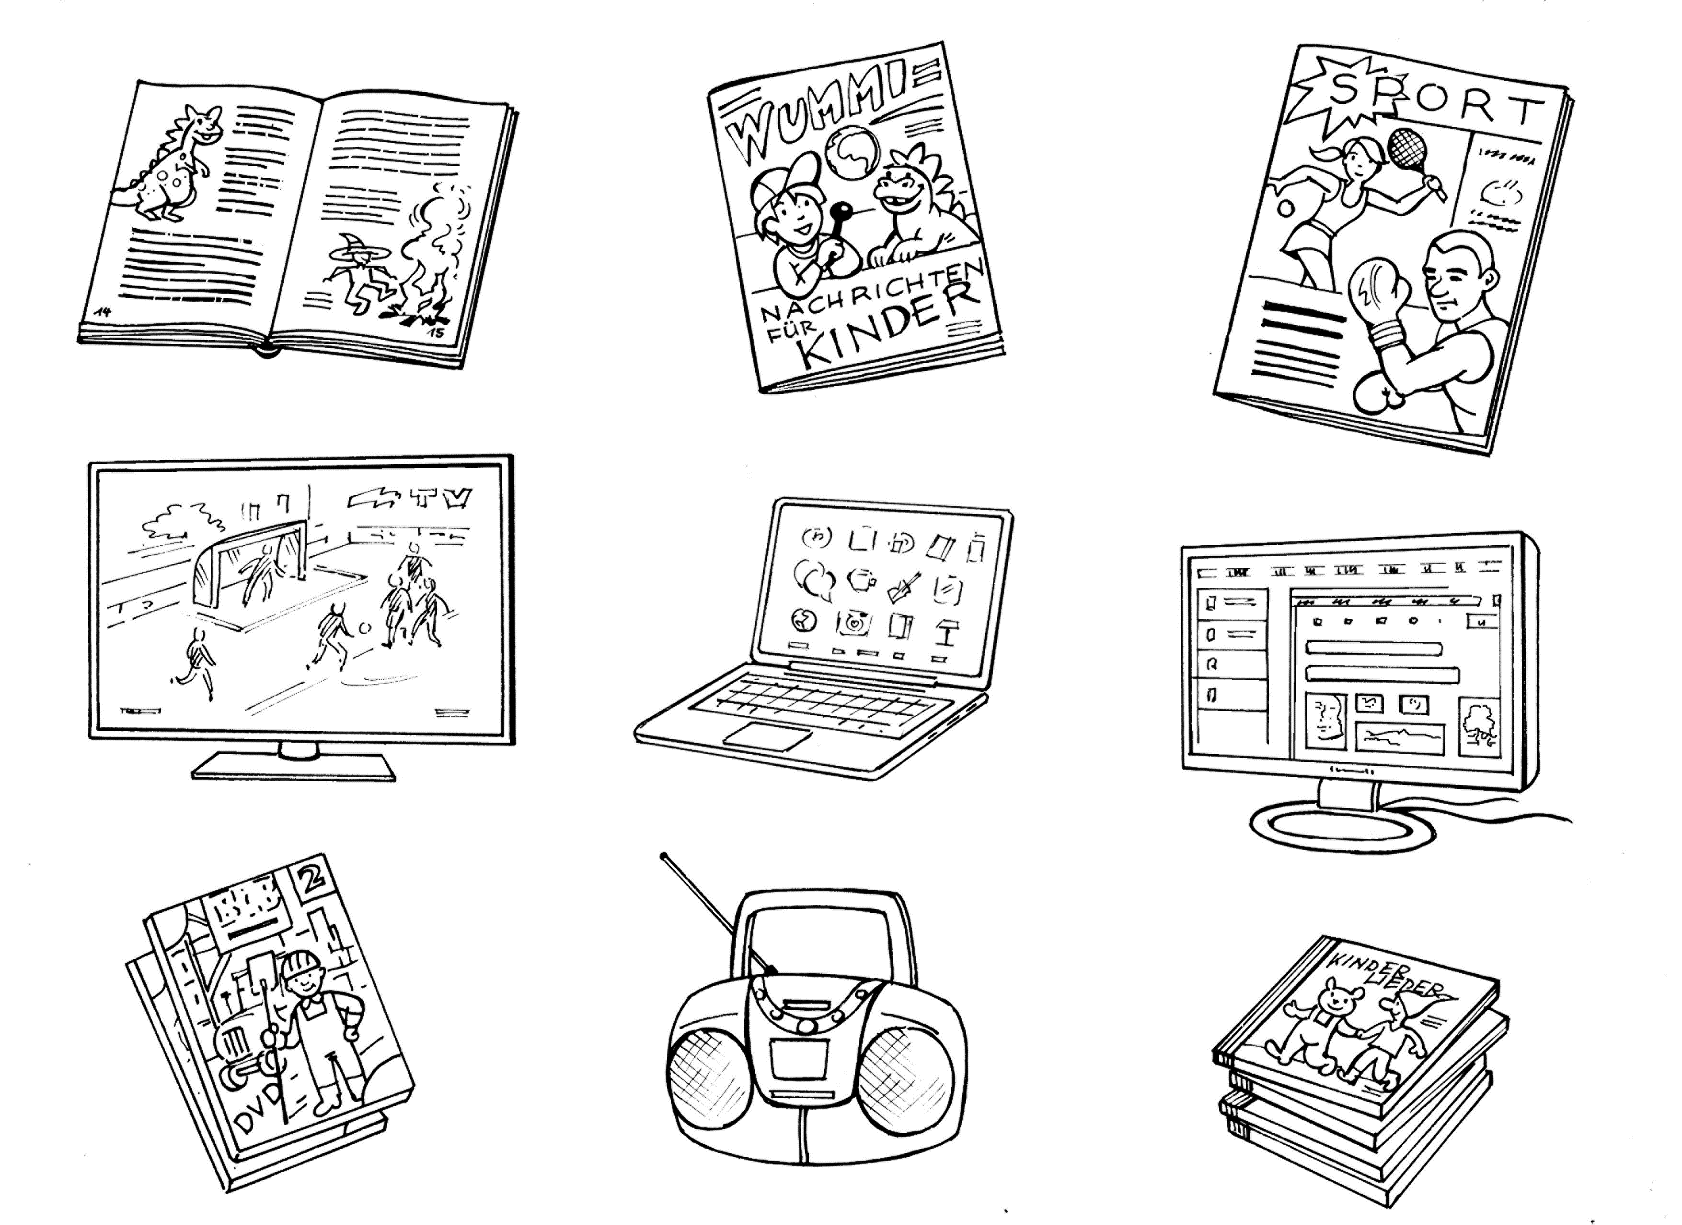 14
15
WUMMI
NACHRICHTEN
FÜR
KINDER
SPORT
TV
2
DVD
KINDER
LIEDER